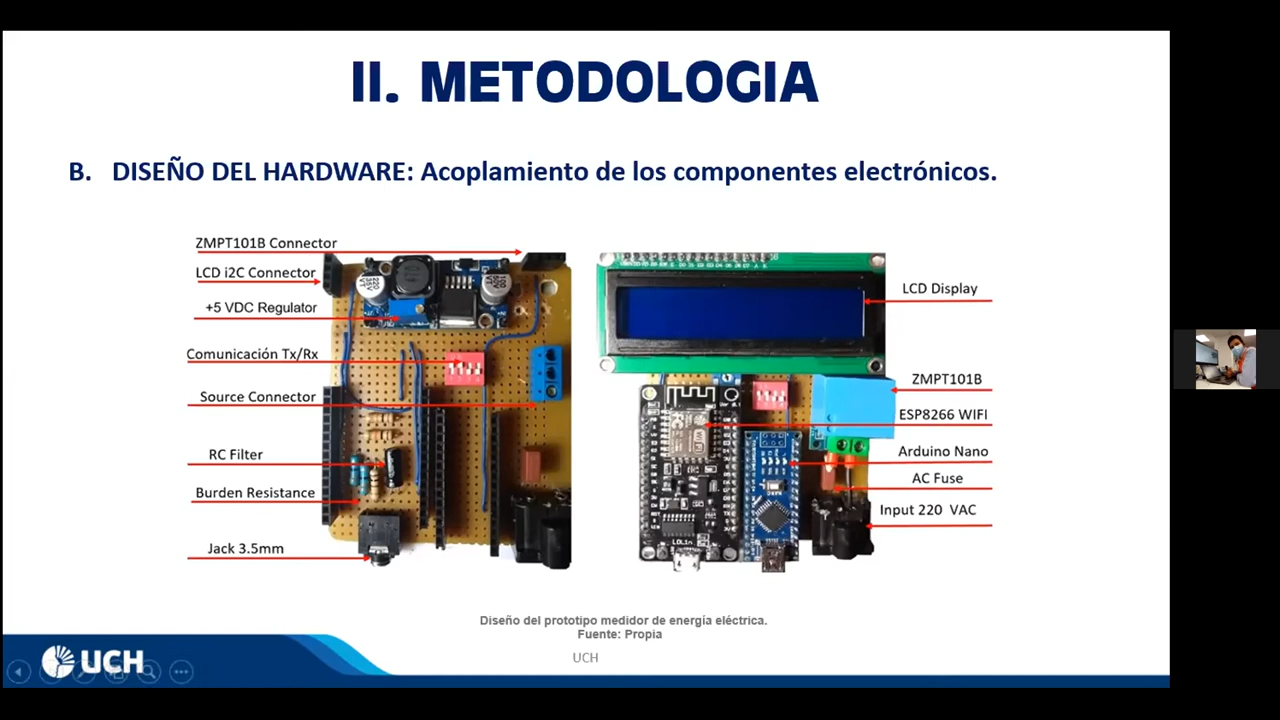 II. METODOLOGIA
B. DISEÑO DEL HARDWARE: Acoplamiento de los componentes electrónicos.
ZMPT101B Connector
LCD i2C Connector
+5 VDC Regulator
Comunicación Tx/Rx
Source Connector
RC Filter
Burden Resistance
Jack 3.5mm
LCD Display
ZMPT101B
ESP8266 WIFI
Arduino Nano
AC Fuse
Input 220 VAC
Diseño del prototipo medidor de energía eléctrica.
Fuente: Propia
UCH
UCH